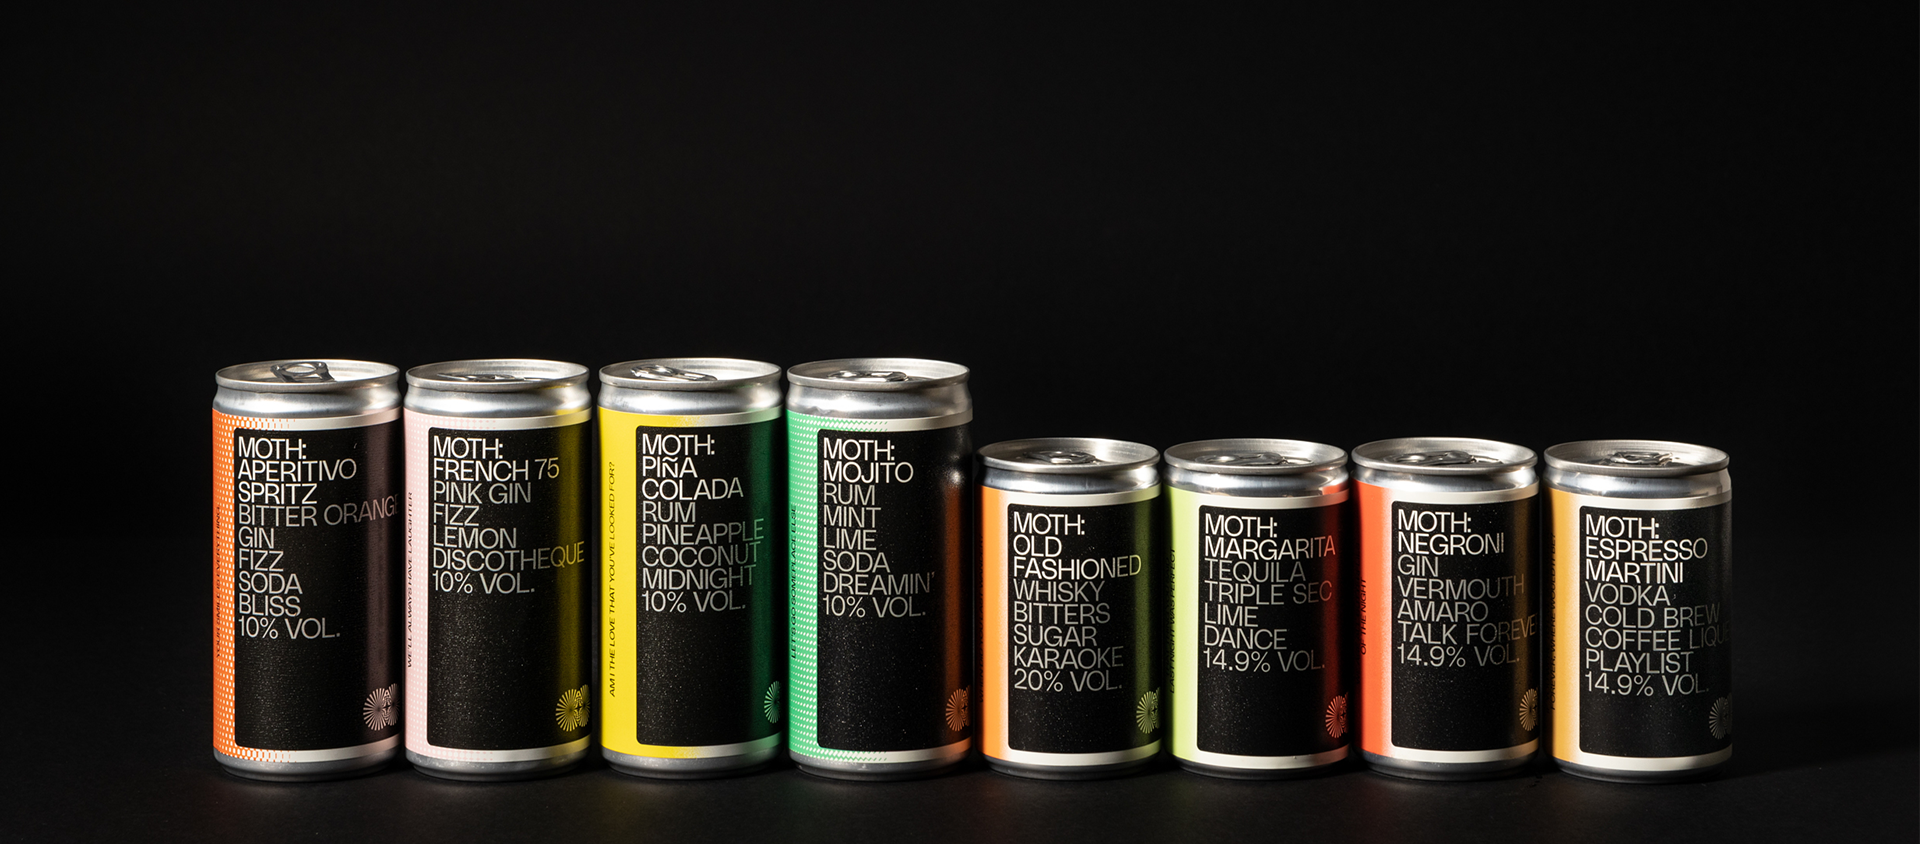 MOTH:
APERITIVO
SPRITZ
BITTER ORANGE
GIN
FIZZ
SODA
BLISS
10% VOL.
WE'LL ALWAYS HAVE LAUGHTER
MOTH:
FRENCH 75
PINK GIN
FIZZ
LEMON
DISCOTHEQUE
10% VOL.
AM I THE LOVE THAT YOU'VE LOOKED FOR?
MOTH:
PIÑA
COLADA
RUM
PINEAPPLE
COCONUT
MIDNIGHT
10% VOL.
MOTH:
MOJITO
RUM
MINT
LIME
SODA
DREAMIN'
10% VOL.
MOTH:
OLD
FASHIONED
WHISKY
BITTERS
SUGAR
KARAOKE
20% VOL.
MOTH:
MARGARITA
TEQUILA
TRIPLE SEC
LIME
DANCE
14.9% VOL.
OF THE NIGHT
MOTH:
NEGRONI
GIN
VERMOUTH
AMARO
TALK FOREVE
14.9% VOL.
MOTH:
ESPRESSO
MARTINI
VODKA
COLD BREW
COFFEE LIQUE
PLAYLIST
14.9% VOL.